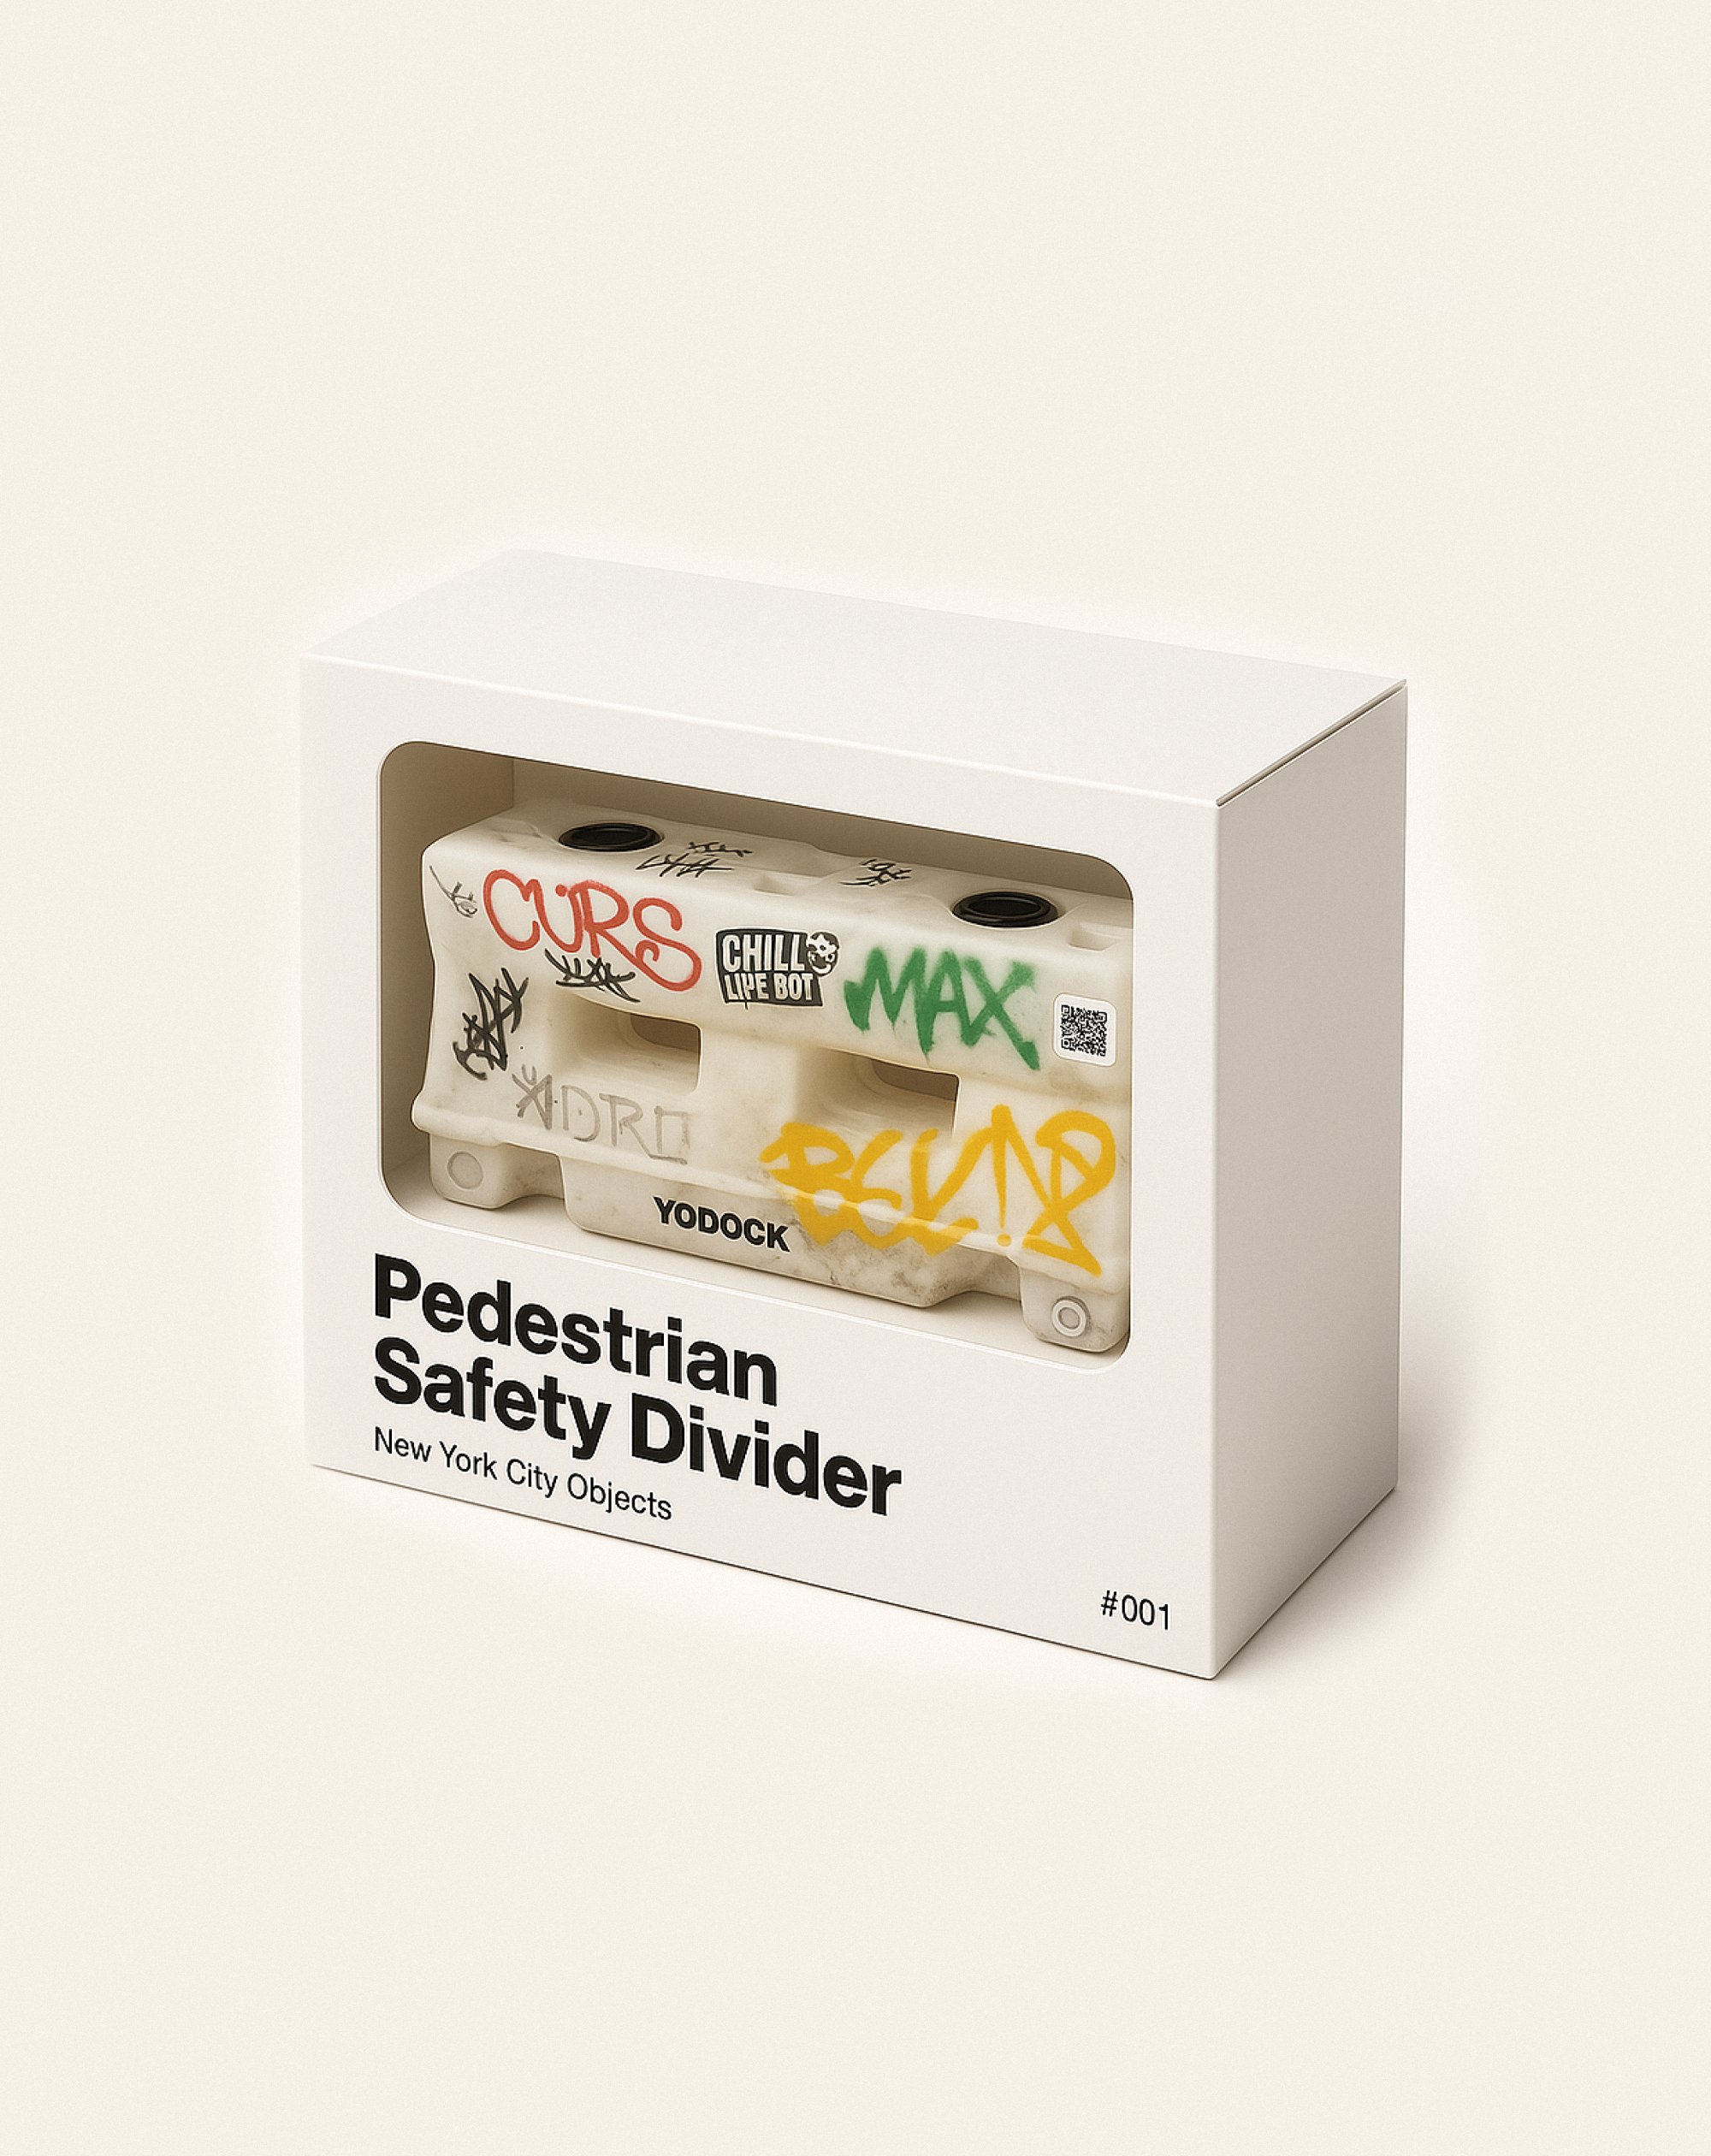 CURS
CHILL
LIVE BOT
MAX
YODOCK
Pedestrian
Safety Divider
New York City Objects
#001